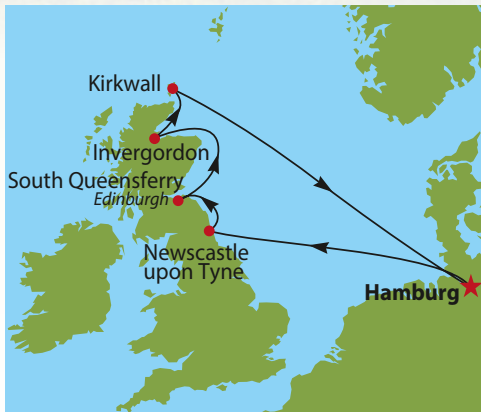 Kirkwall
Invergordon
South Queensferry
Edinburgh
Newscastle
upon Tyne
Hamburg